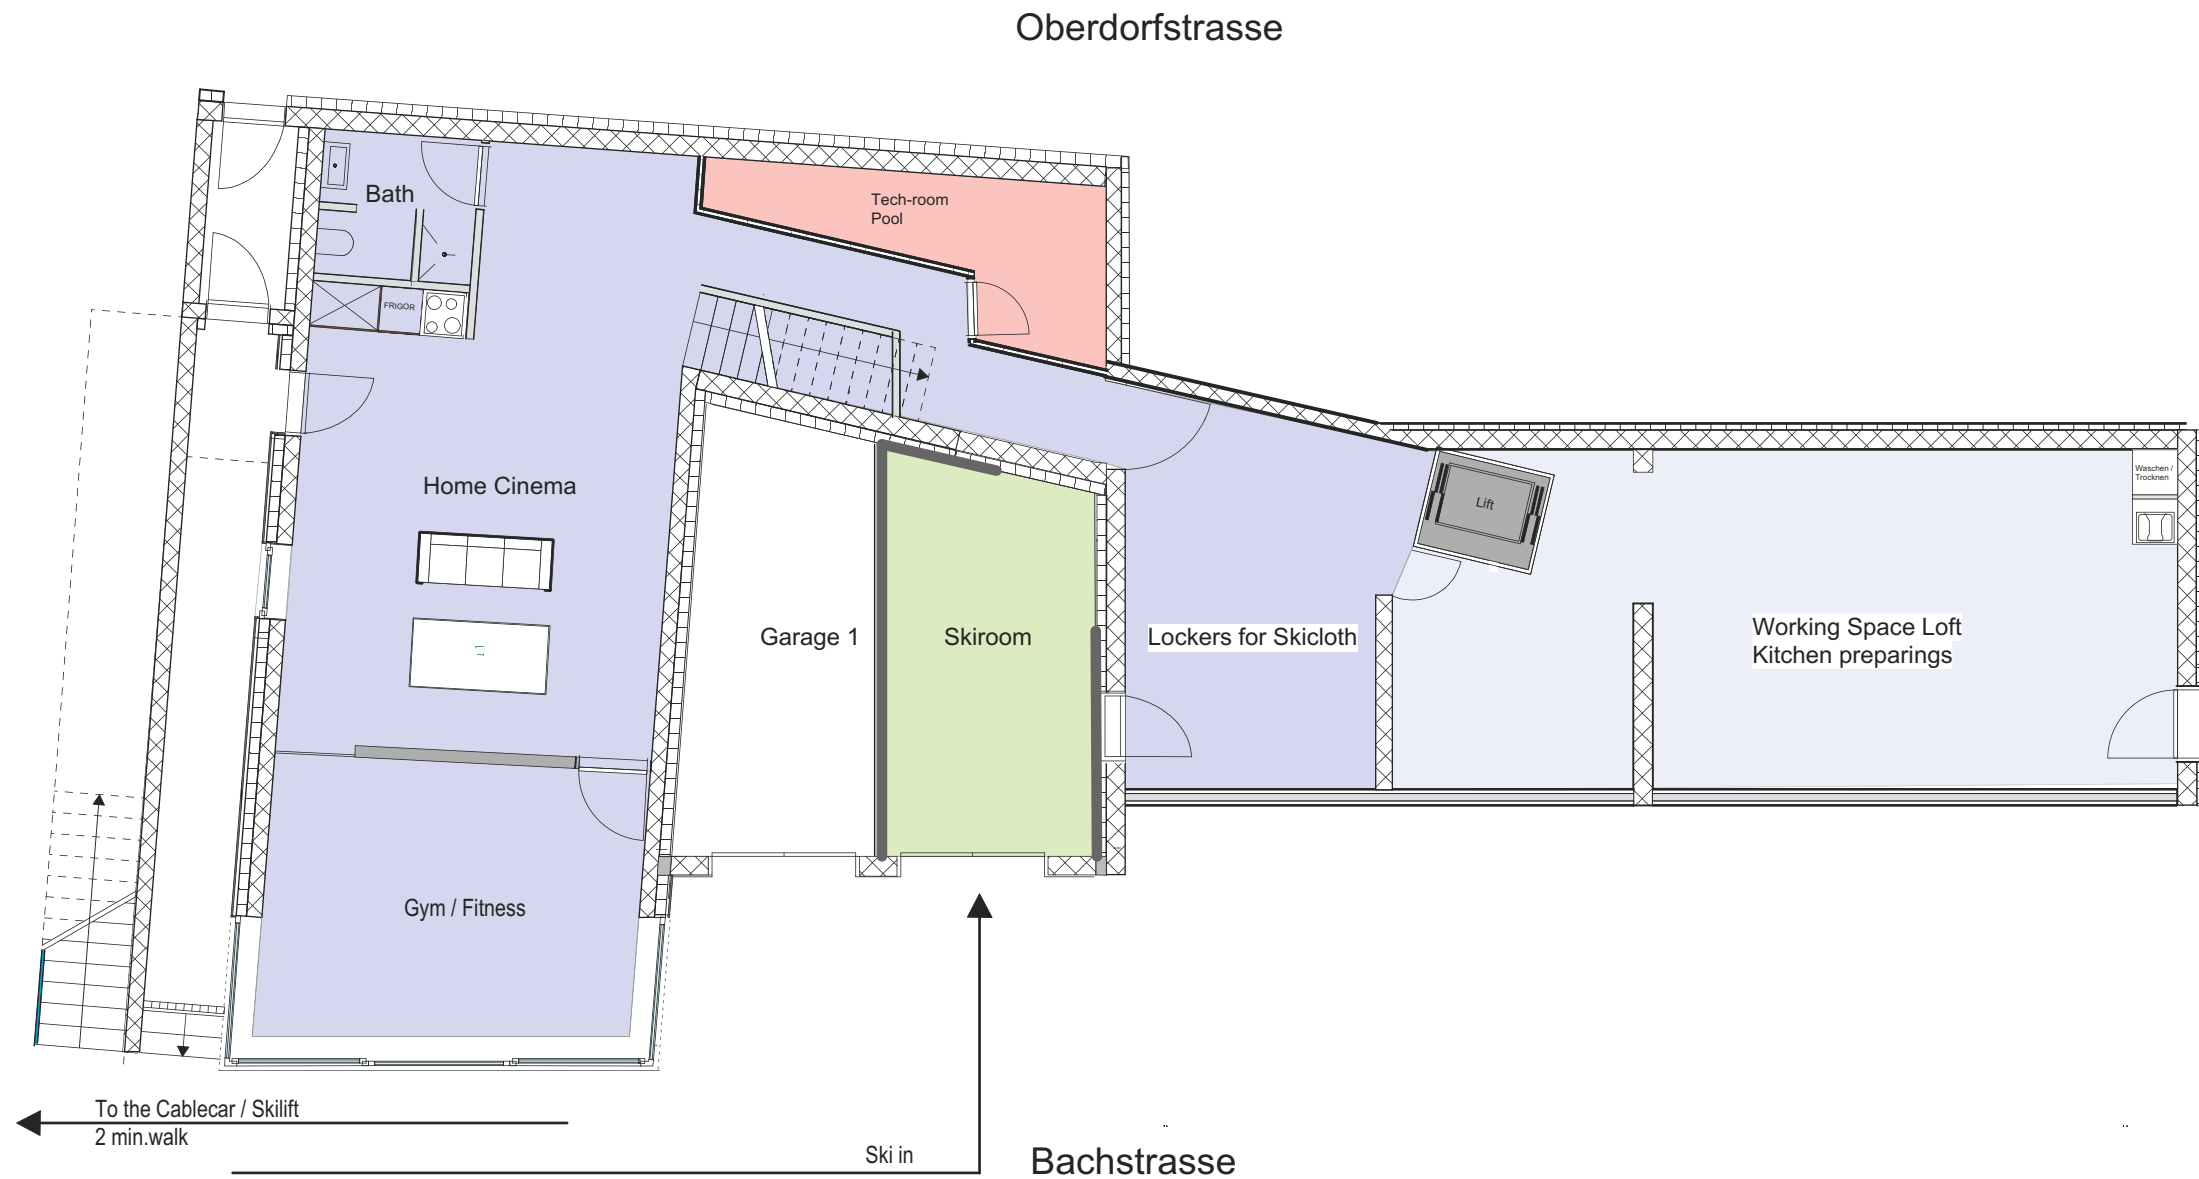 Oberdorfstrasse
Bath
Tech-room
Pool
FRIGOR
Home Cinema
Lift
Waschen /
Trocknen
Garage 1
Skiroom
Lockers for Skicloth
Working Space Loft
Kitchen preparings
Gym / Fitness
To the Cablecar / Skilift
2 min.walk
Ski in
Bachstrasse